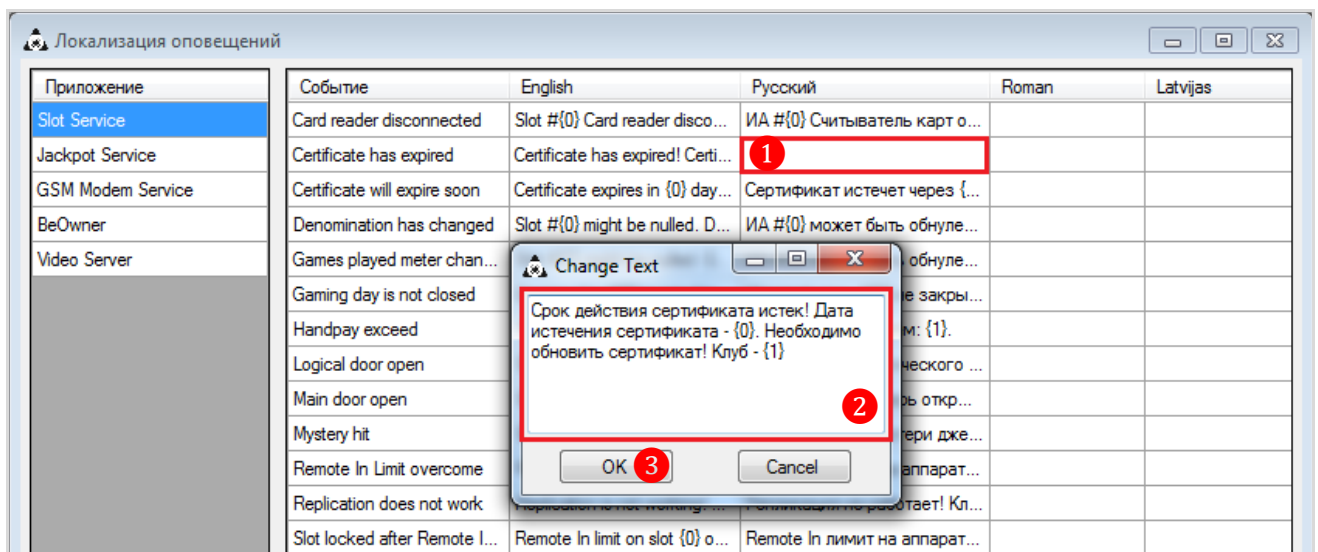 Локализация оповещений
Приложение Событие English Русский Roman Latvijas
Slot Service Card reader disconnected Slot #{0} Card reader disco... ИА #{0} Считыватель карт о...
Jackpot Service Certificate has expired Certificate has expired! Certi... 1
GSM Modem Service Certificate will expire soon Certificate expires in {0} day... Сертификат истечет через {...
BeOwner Denomination has changed Slot #{0} might be nulled. D... ИА #{0} может быть обнуле...
Video Server Games played meter chan... обнуле...
Change Text
Gaming day is not closed е закры...
Срок действия сертификата истек! Дата
истечения сертификата - {0}. Необходимо
обновить сертификат! Клуб - {1}
2
Handpay exceed м: {1}.
Logical door open ческого ...
Main door open рь откр...
Mystery hit тери дже...
Remote In Limit overcome аппарат...
OK 3 Cancel
Replication does not work отает! Кл...
Slot locked after Remote I... Remote In limit on slot {0} o... Remote In лимит на аппарат...